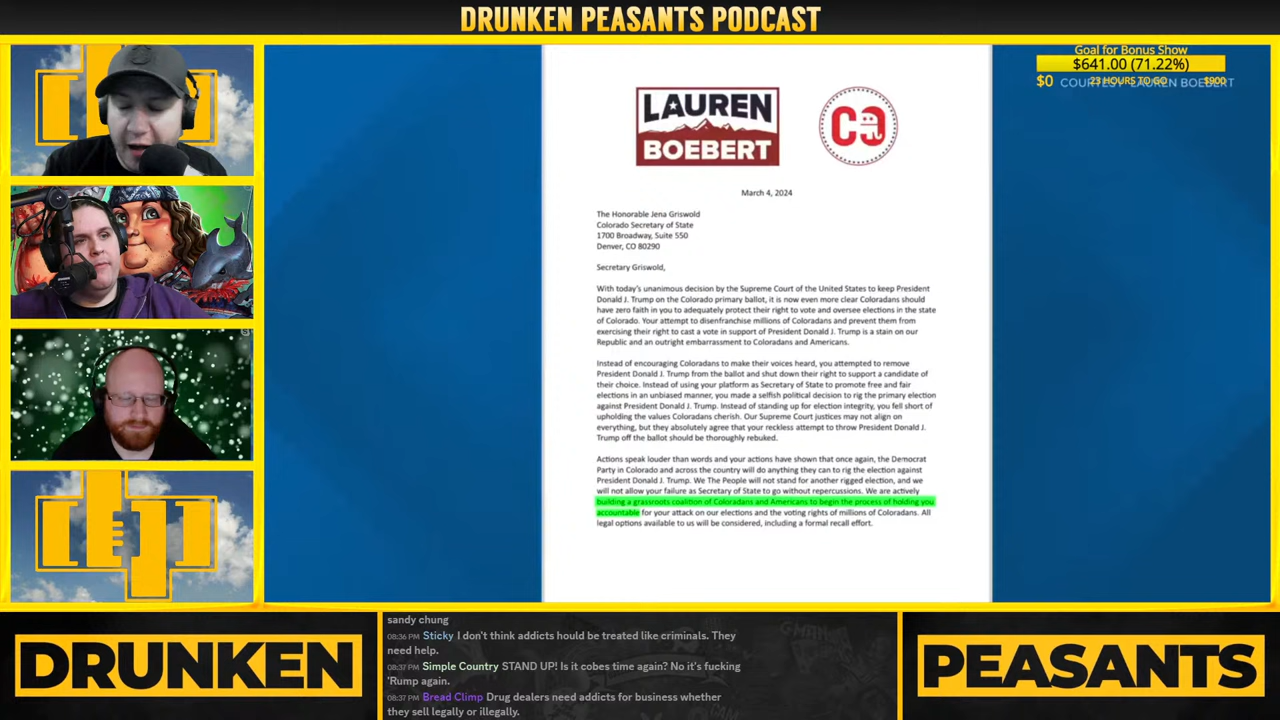 DRUNKEN PEASANTS PODCAST
Goal for Bonus Show
$641.00 (71.22%)
$0
23 HOURS TO GO
$900
COURTESY LAUREN BOEBERT
LAUREN
BOEBERT
CO
March 4, 2024
The Honorable Jena Griswold
Colorado Secretary of State
1700 Broadway, Suite 550
Denver, CO 80290
Secretary Griswold,
With today's unanimous decision by the Supreme Court of the United States to keep President
Donald J. Trump on the Colorado primary ballot, it is now even more clear Coloradans should
have zero faith in you to adequately protect their right to vote and oversee elections in the state
of Colorado. Your attempt to disenfranchise millions of Coloradans and prevent them from
exercising their right to cast a vote in support of President Donald J. Trump is a stain on our
Republic and an outright embarrassment to Coloradans and Americans.
Instead of encouraging Coloradans to make their voices heard, you attempted to remove
President Donald J. Trump from the ballot and shut down their right to support a candidate of
their choice. Instead of using your platform as Secretary of State to promote free and fair
elections in an unbiased manner, you made a selfish political decision to rig the primary election
against President Donald J. Trump. Instead of standing up for election integrity, you fell short of
upholding the values Coloradans cherish. Our Supreme Court justices may not align on
everything, but they absolutely agree that your reckless attempt to throw President Donald J.
Trump off the ballot should be thoroughly rebuked.
Actions speak louder than words and your actions have shown that once again, the Democrat
Party in Colorado and across the country will do anything they can to rig the election against
President Donald J. Trump. We The People will not stand for another rigged election, and we
will not allow your failure as Secretary of State to go without repercussions. We are actively
building a grassroots coalition of Coloradans and Americans to begin the process of holding you
accountable for your attack on our elections and the voting rights of millions of Coloradans. All
legal options available to us will be considered, including a formal recall effort.
DRUNKEN
sandy chung
08:36 PM Sticky I don't think addicts hould be treated like criminals. They
need help.
08:37 PM Simple Country STAND UP! Is it cobes time again? No it's fucking
'Rump again.
08:37 PM Bread Climp Drug dealers need addicts for business whether
they sell legally or illegally.
PEASANTS